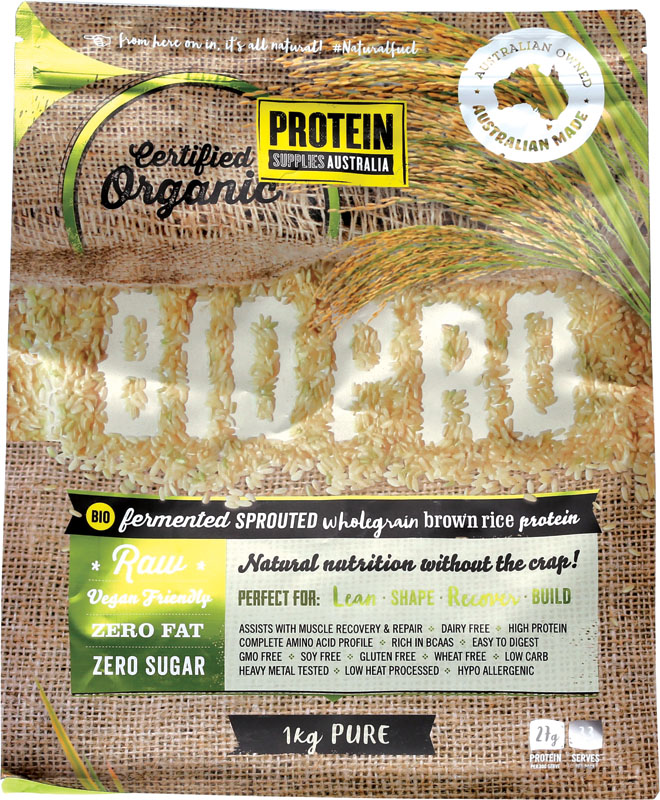 from here on in, it's all natural! #Naturalfuel
AUSTRALIAN OWNED
AUSTRALIAN MADE
PROTEIN
SUPPLIES AUSTRALIA
Certified
Organic
BIO PRO
BIO fermented SPROUTED wholegrain brown rice protein
Raw
Vegan Friendly
ZERO FAT
ZERO SUGAR
Natural nutrition without the crap!
PERFECT FOR: Lean · SHAPE · Recover · BUILD
ASSISTS WITH MUSCLE RECOVERY & REPAIR DAIRY FREE HIGH PROTEIN
COMPLETE AMINO ACID PROFILE RICH IN BCAAS EASY TO DIGEST
GMO FREE SOY FREE GLUTEN FREE WHEAT FREE LOW CARB
HEAVY METAL TESTED LOW HEAT PROCESSED HYPO ALLERGENIC
1kg PURE
27g
PROTEIN
33
SERVES